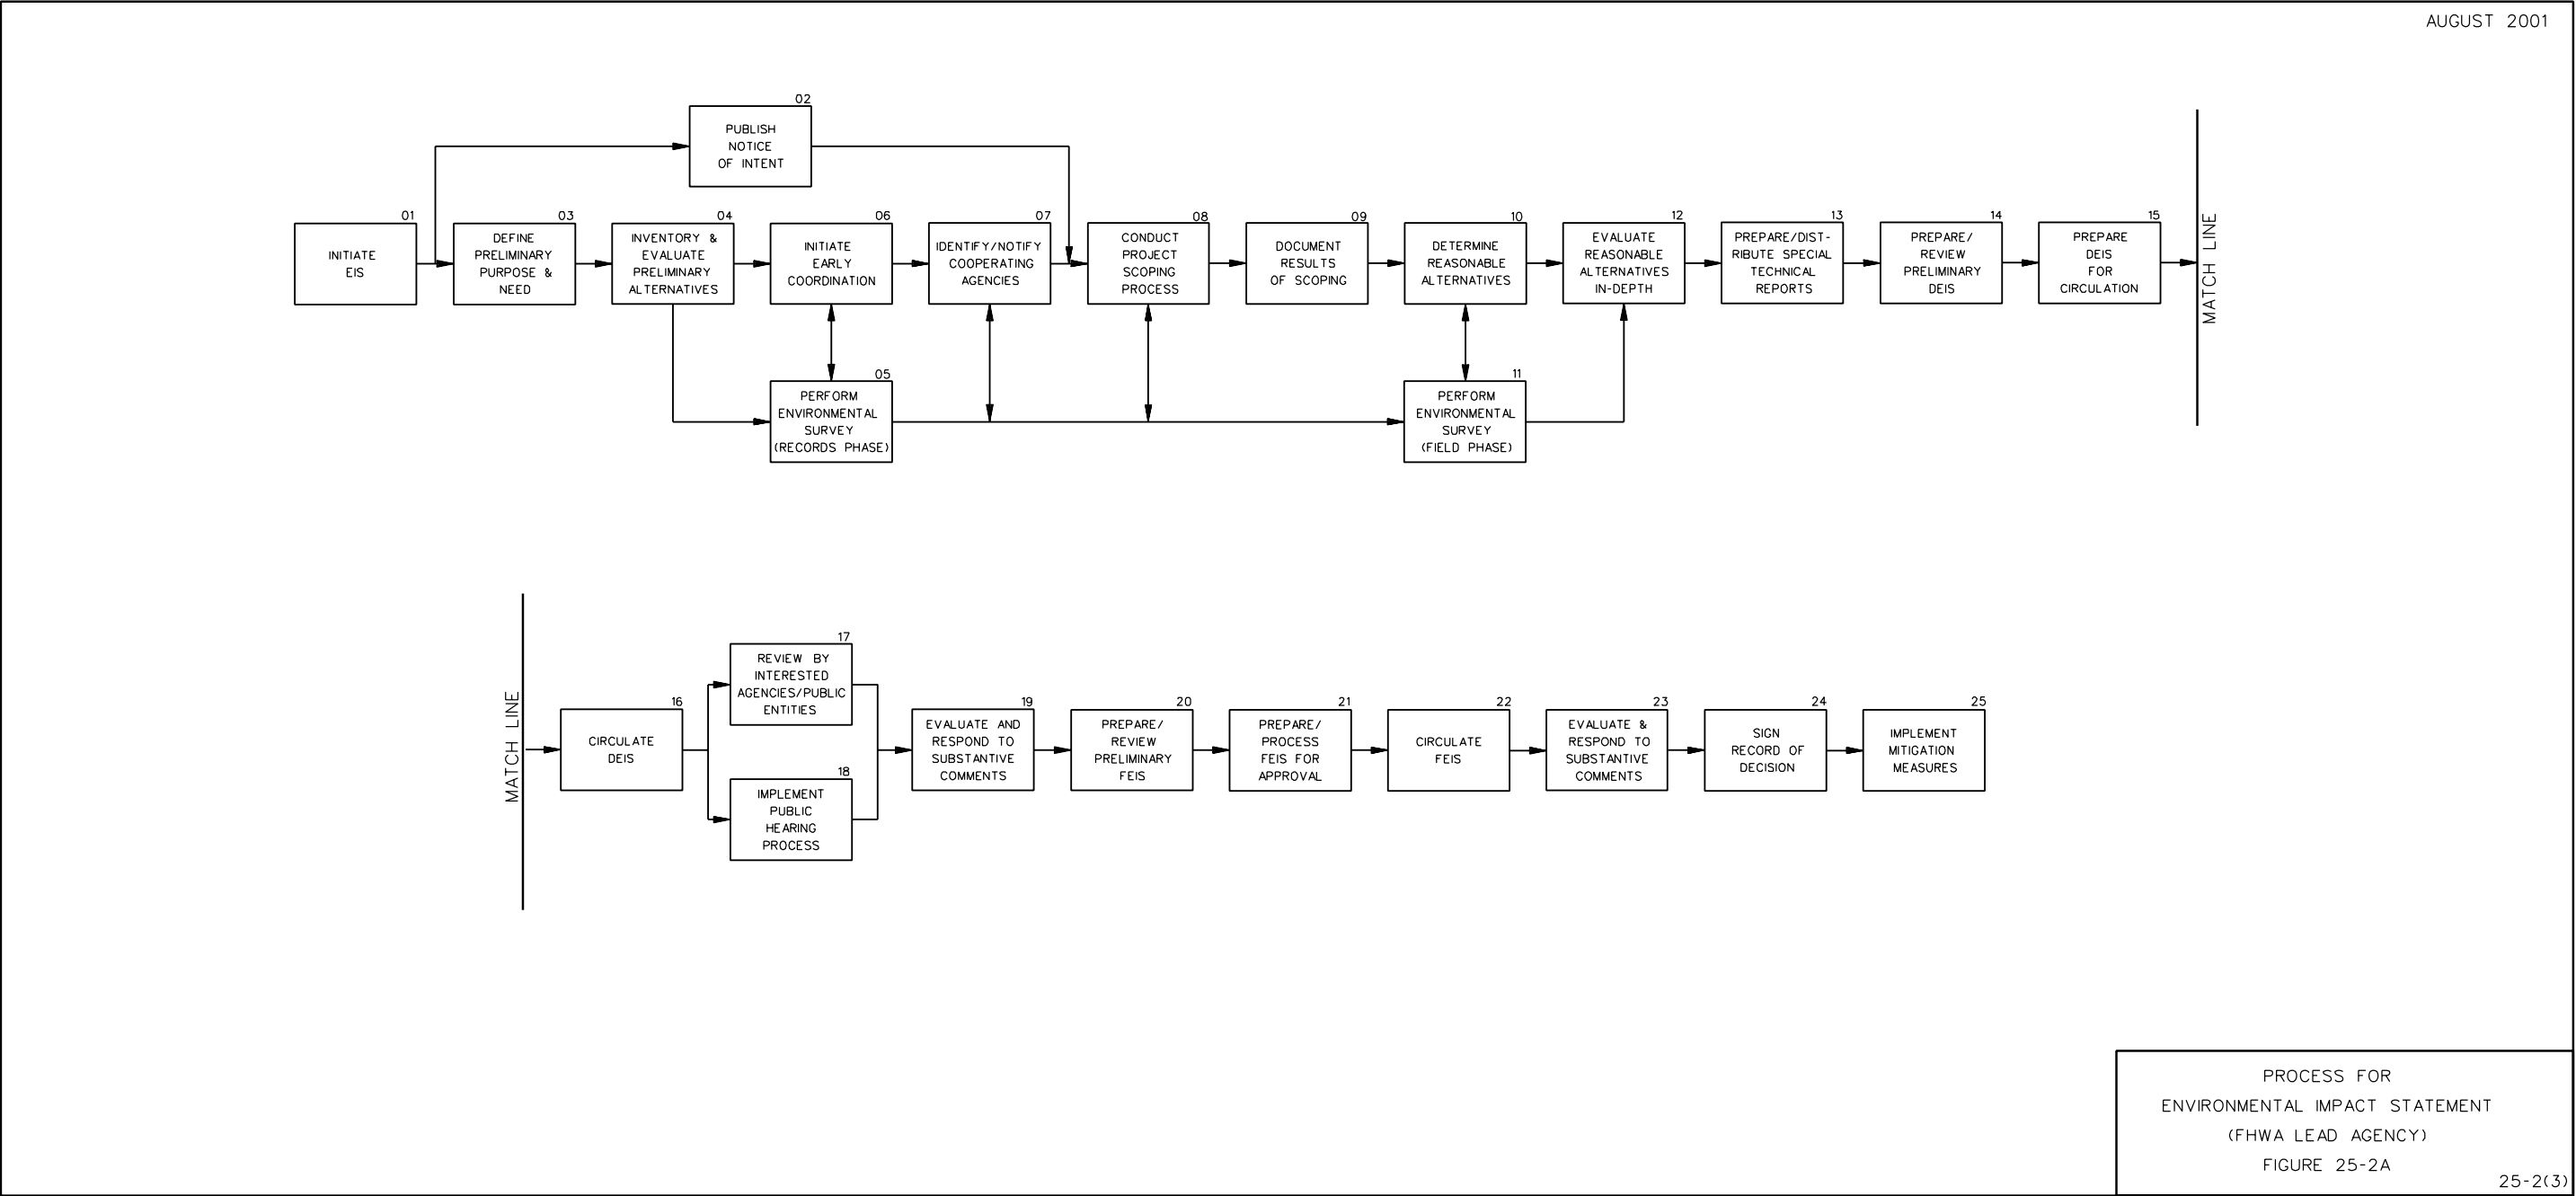 AUGUST 2001
02
PUBLISH
NOTICE
OF INTENT
01
INITIATE
EIS
03
DEFINE
PRELIMINARY
PURPOSE &
NEED
04
INVENTORY &
EVALUATE
PRELIMINARY
ALTERNATIVES
06
INITIATE
EARLY
COORDINATION
07
IDENTIFY/NOTIFY
COOPERATING
AGENCIES
08
CONDUCT
PROJECT
SCOPING
PROCESS
09
DOCUMENT
RESULTS
OF SCOPING
10
DETERMINE
REASONABLE
ALTERNATIVES
12
EVALUATE
REASONABLE
ALTERNATIVES
IN-DEPTH
13
PREPARE/DIST-
RIBUTE SPECIAL
TECHNICAL
REPORTS
14
PREPARE/
REVIEW
PRELIMINARY
DEIS
15
PREPARE
DEIS
FOR
CIRCULATION
MATCH LINE
05
PERFORM
ENVIRONMENTAL
SURVEY
(RECORDS PHASE)
11
PERFORM
ENVIRONMENTAL
SURVEY
(FIELD PHASE)
MATCH LINE
16
CIRCULATE
DEIS
17
REVIEW BY
INTERESTED
AGENCIES/PUBLIC
ENTITIES
18
IMPLEMENT
PUBLIC
HEARING
PROCESS
19
EVALUATE AND
RESPOND TO
SUBSTANTIVE
COMMENTS
20
PREPARE/
REVIEW
PRELIMINARY
FEIS
21
PREPARE/
PROCESS
FEIS FOR
APPROVAL
22
CIRCULATE
FEIS
23
EVALUATE &
RESPOND TO
SUBSTANTIVE
COMMENTS
24
SIGN
RECORD OF
DECISION
25
IMPLEMENT
MITIGATION
MEASURES
PROCESS FOR
ENVIRONMENTAL IMPACT STATEMENT
(FHWA LEAD AGENCY)
FIGURE 25-2A
25-2(3)